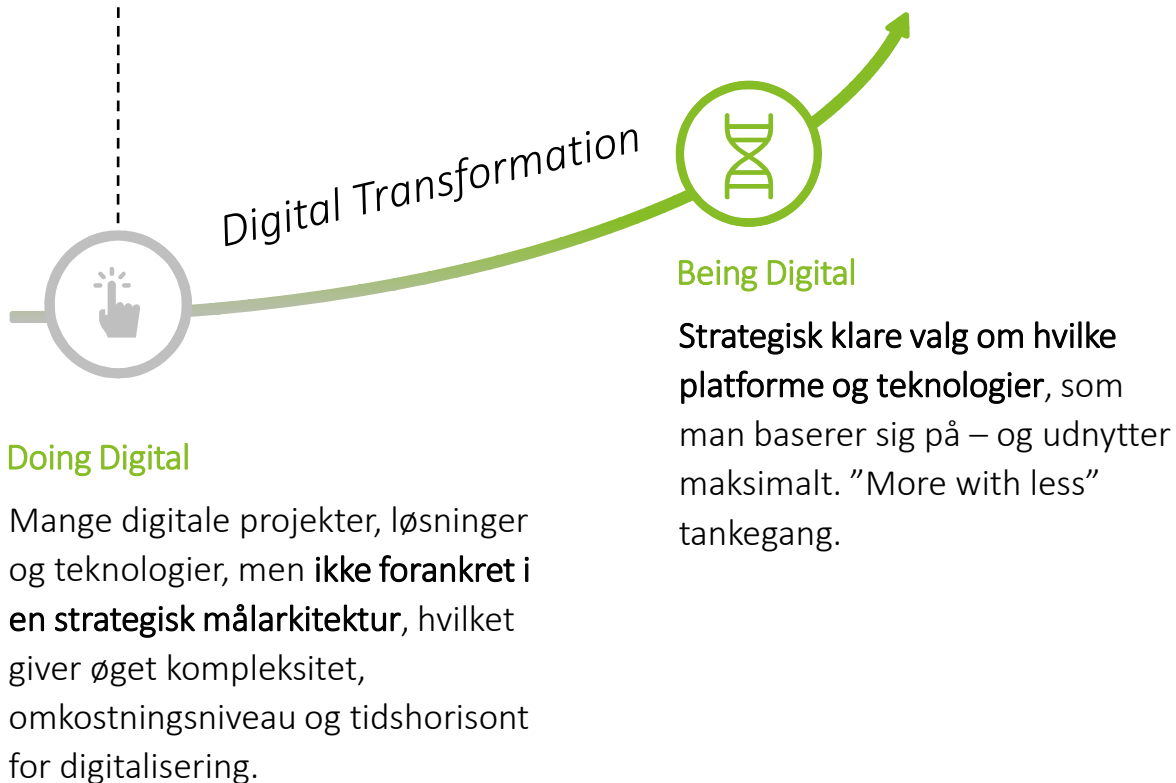 Digital Transformation
Being Digital
Strategisk klare valg om hvilke
platforme og teknologier, som
man baserer sig på – og udnytter
maksimalt. ”More with less”
tankegang.
Doing Digital
Mange digitale projekter, løsninger
og teknologier, men ikke forankret i
en strategisk målarkitektur, hvilket
giver øget kompleksitet,
omkostningsniveau og tidshorisont
for digitalisering.